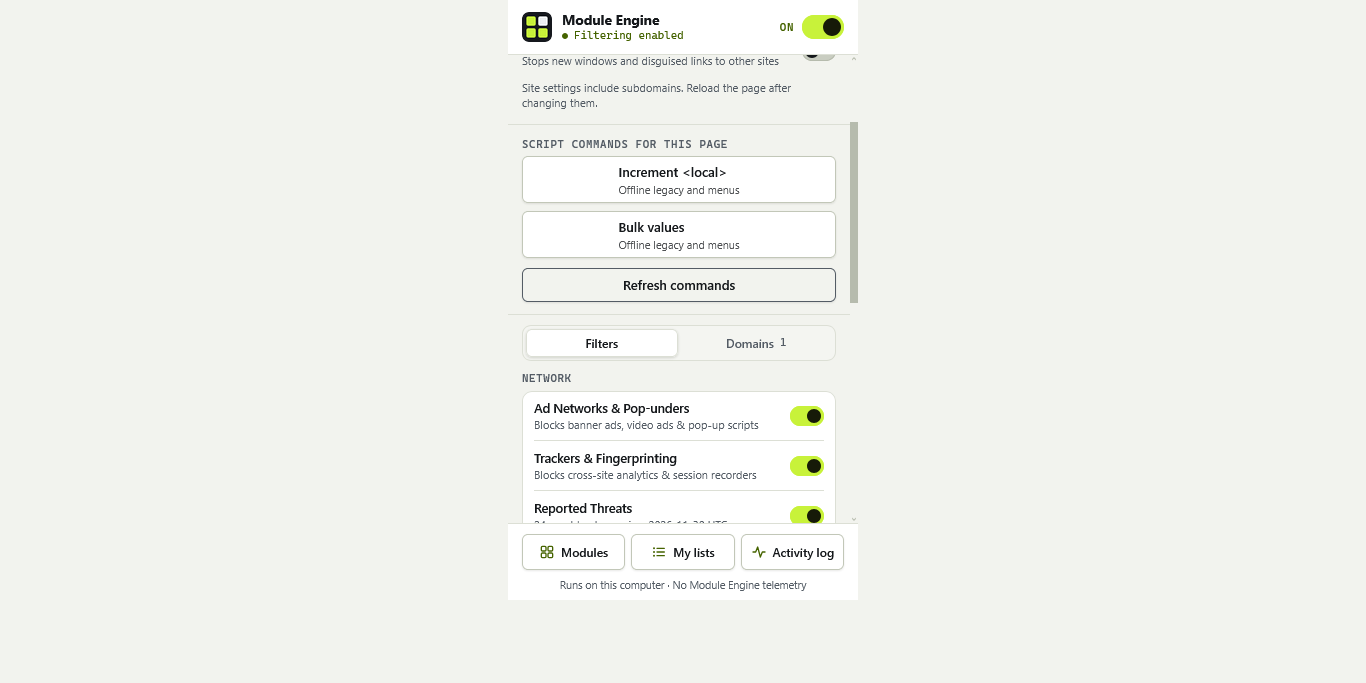 Module Engine
Filtering enabled
ON
Stops new windows and disguised links to other sites
Site settings include subdomains. Reload the page after
changing them.
SCRIPT COMMANDS FOR THIS PAGE
Increment <local>
Offline legacy and menus
Bulk values
Offline legacy and menus
Refresh commands
Filters
Domains 1
NETWORK
Ad Networks & Pop-unders
Blocks banner ads, video ads & pop-up scripts
Trackers & Fingerprinting
Blocks cross-site analytics & session recorders
Reported Threats
Modules
My lists
Activity log
Runs on this computer · No Module Engine telemetry